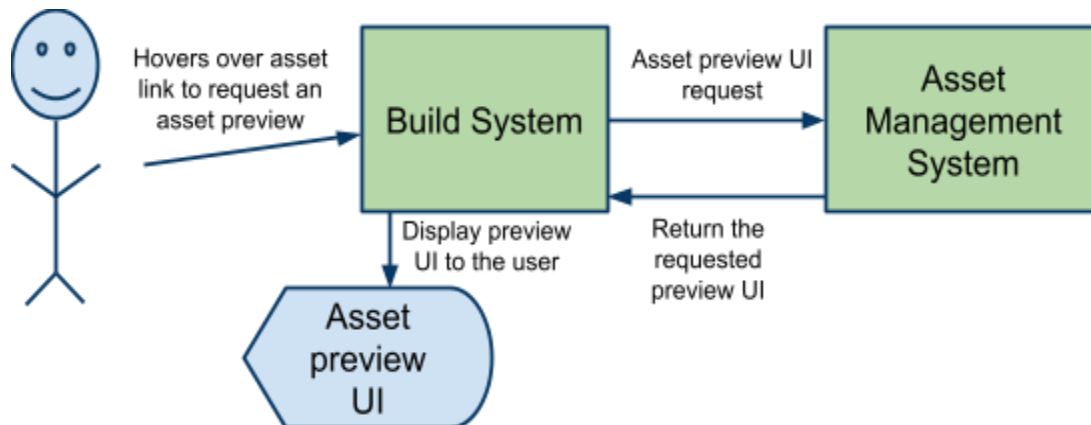 Hovers over asset
link to request an
asset preview
Build System
Asset preview UI
request
Asset
Management
System
Display preview
UI to the user
Return the
requested
preview UI
Asset
preview
UI